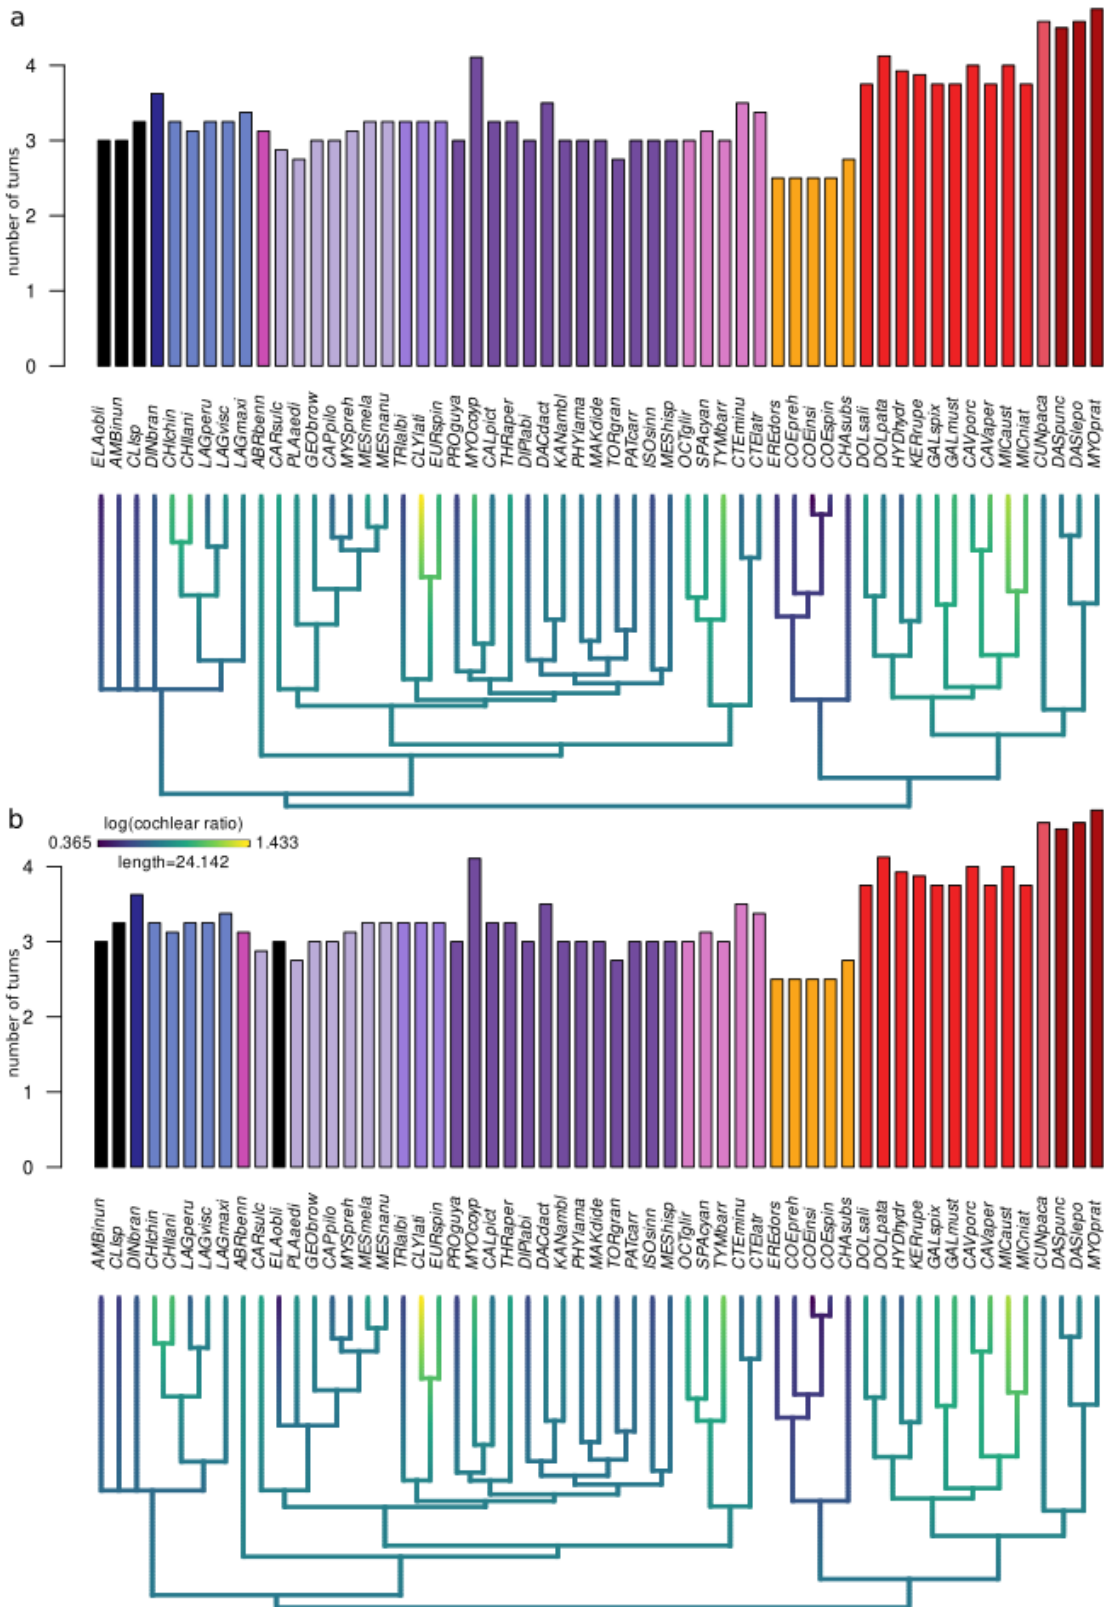 a
number of turns
4
3
2
1
0
ELAobli
AMBinun
CLIsp
DINbran
CHIchin
CHIlani
LAGperu
LAGvisc
LAGmaxi
ABRbenn
CARsulc
PLAaedi
GEObrow
CAPpilo
MYSpreh
MESmela
MESnanu
TRIalbi
CLYlati
EURspin
PROguya
MYOcoyp
CALpict
THRaper
DIPlabi
DACdact
KANambl
PHYlama
MAKdide
TORgran
PATcarr
ISOsinn
MEShisp
OCTglir
SPAcyan
TYMbarr
CTEminu
CTElatr
EREdors
COEpreh
COEinsi
COEspin
CHAsubs
DOLsali
DOLpata
HYDhydr
KERrupe
GALspix
GALmust
CAVporc
CAVaper
MICaust
MICniat
CUNpaca
DASpunc
DASlepo
MYOprat
b
log(cochlear ratio)
0.365 1.433
length=24.142
number of turns
4
3
2
1
0
AMBinun
CLIsp
DINbran
CHIchin
CHIlani
LAGperu
LAGvisc
LAGmaxi
ABRbenn
CARsulc
ELAobli
PLAaedi
GEObrow
CAPpilo
MYSpreh
MESmela
MESnanu
TRIalbi
CLYlati
EURspin
PROguya
MYOcoyp
CALpict
THRaper
DIPlabi
DACdact
KANambl
PHYlama
MAKdide
TORgran
PATcarr
ISOsinn
MEShisp
OCTglir
SPAcyan
TYMbarr
CTEminu
CTElatr
EREdors
COEpreh
COEinsi
COEspin
CHAsubs
DOLsali
DOLpata
HYDhydr
KERrupe
GALspix
GALmust
CAVporc
CAVaper
MICaust
MICniat
CUNpaca
DASpunc
DASlepo
MYOprat